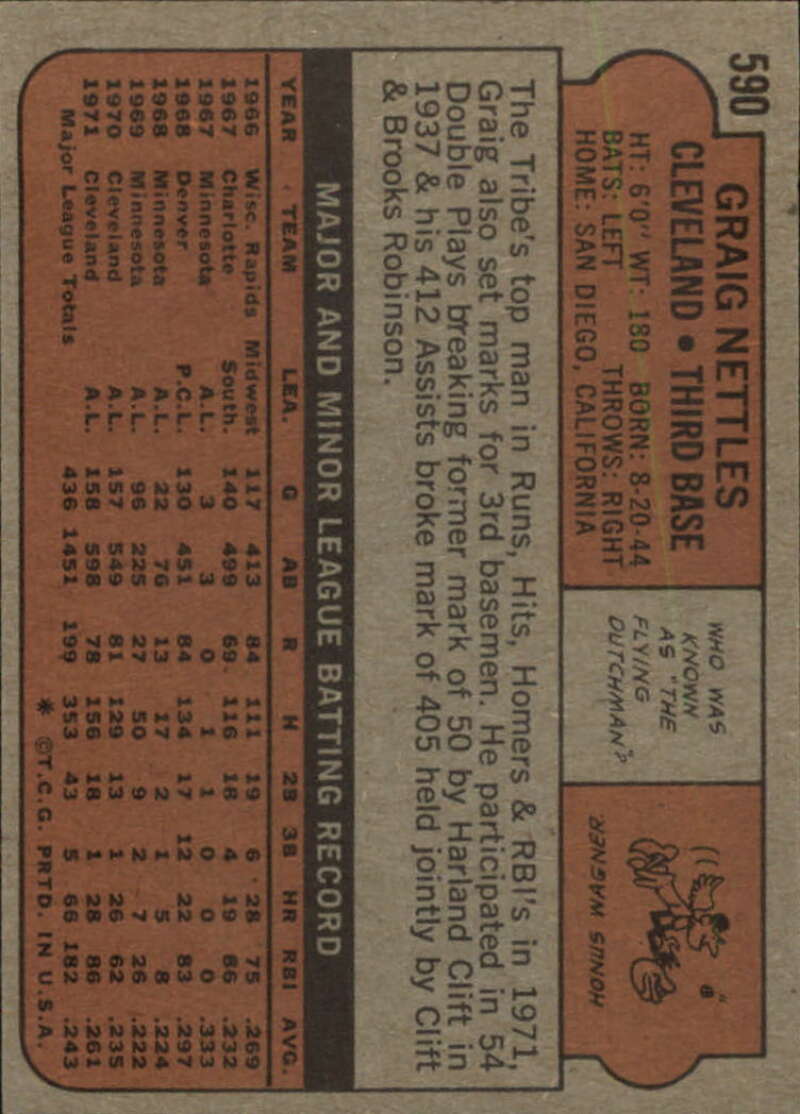 590
GRAIG NETTLES
CLEVELAND • THIRD BASE
HT: 6'0" WT: 180 BORN: 8-20-44
BATS: LEFT THROWS: RIGHT
HOME: SAN DIEGO, CALIFORNIA
WHO WAS
KNOWN
AS "THE
FLYING
DUTCHMAN?
HONUS WAGNER
The Tribe's top man in Runs, Hits, Homers & RBI's in 1971,
Graig also set marks for 3rd basemen. He participated in 54
Double Plays breaking former mark of 50 by Harland Clift in
1937 & his 412 Assists broke mark of 405 held jointly by Clift
& Brooks Robinson.
MAJOR AND MINOR LEAGUE BATTING RECORD
YEAR TEAM LEA. G AB R H 2B 3B HR RBI AVG.
1966 Wisc. Rapids Midwest 117 413 84 111 19 6 28 75 .269
1967 Charlotte South. 140 499 69 116 18 4 19 86 .232
1967 Minnesota A.L. 3 3 0 1 1 0 0 0 .333
1968 Denver P.C.L. 130 451 84 134 17 12 22 83 .297
1968 Minnesota A.L. 22 76 13 17 2 1 5 8 .224
1969 Minnesota A.L. 96 225 27 50 9 2 7 26 .222
1970 Cleveland A.L. 157 549 81 129 13 1 26 62 .235
1971 Cleveland A.L. 158 598 78 156 18 1 28 86 .261
Major League Totals 436 1451 199 353 43 5 66 182 .243
* ©T.C.G. PRTD. IN U.S.A.